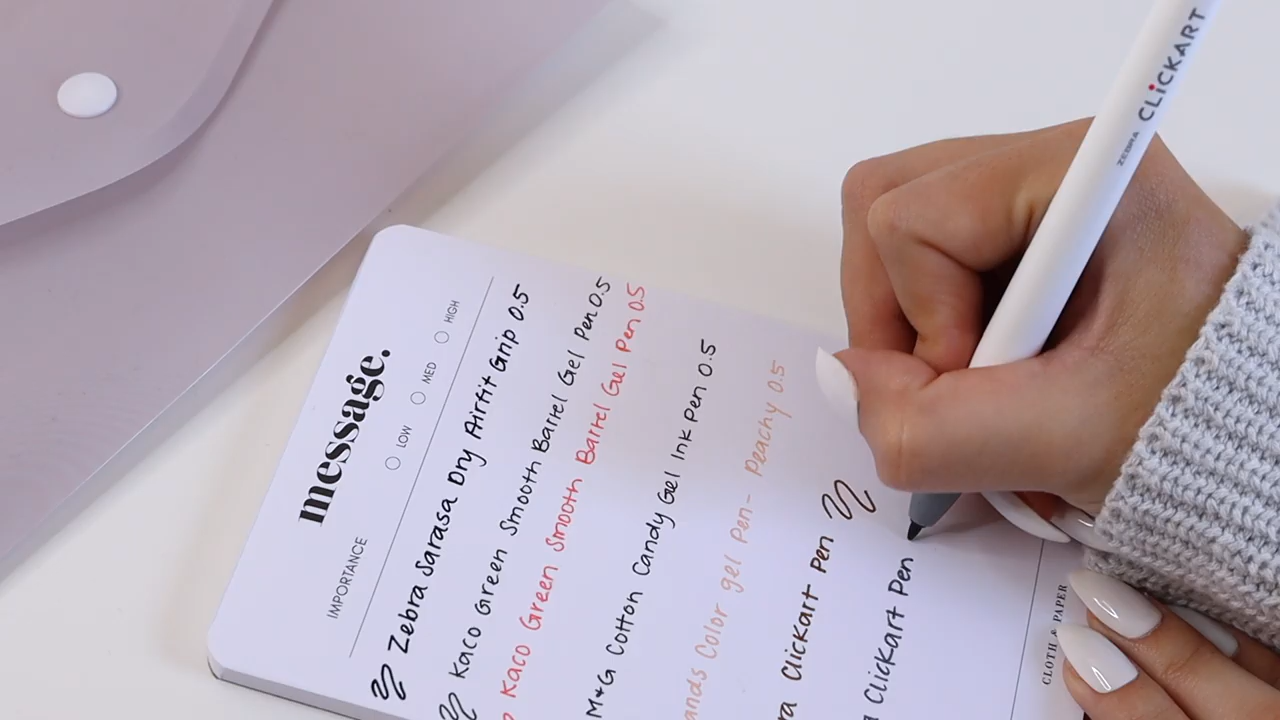 message.
IMPORTANCE LOW MED HIGH
Zebra Sarasa Dry Airfit Grip 0.5
Kaco Green Smooth Barrel Gel Pen 0.5
Kaco Green Smooth Barrel Gel Pen 0.5
M+G Cotton Candy Gel Ink Pen 0.5
Color gel Pen - Peachy 0.5
Clickart Pen
Clickart Pen
CLOTH & PAPER
ZEBRA CLiCKART